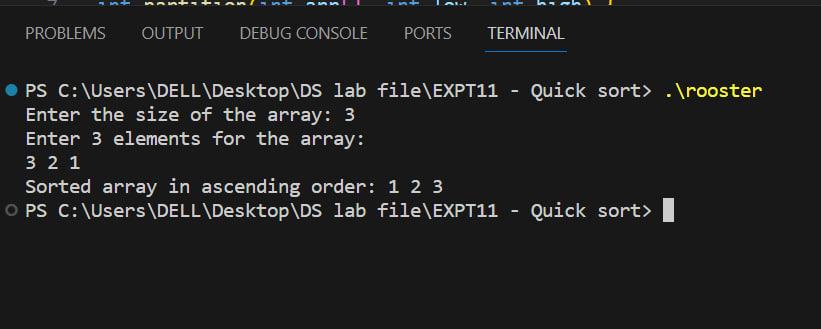 PROBLEMS OUTPUT DEBUG CONSOLE PORTS TERMINAL
PS C:\Users\DELL\Desktop\DS lab file\EXPT11 - Quick sort> .\rooster
Enter the size of the array: 3
Enter 3 elements for the array:
3 2 1
Sorted array in ascending order: 1 2 3
PS C:\Users\DELL\Desktop\DS lab file\EXPT11 - Quick sort>